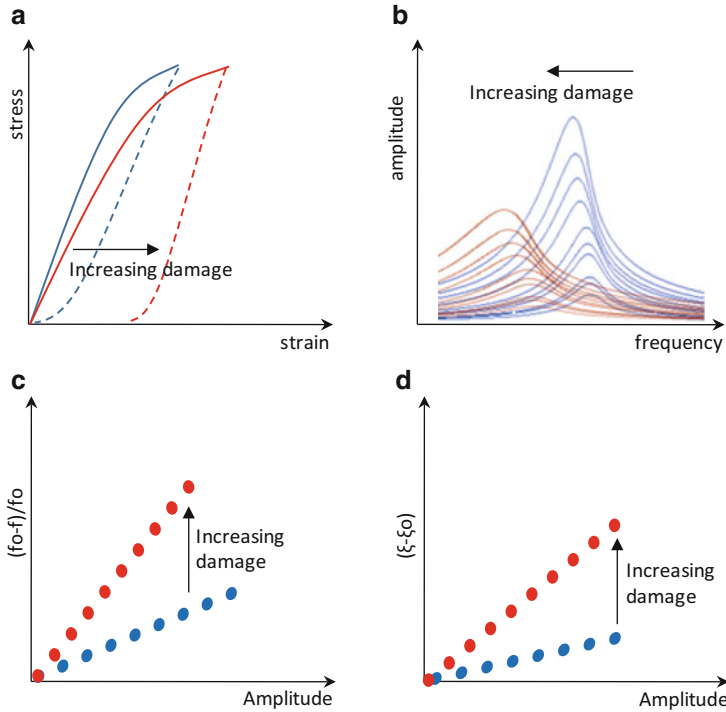 a
stress
Increasing damage
strain
b
amplitude
Increasing damage
frequency
c
(fo-f)/fo
Increasing
damage
Amplitude
d
(ξ-ξo)
Increasing
damage
Amplitude